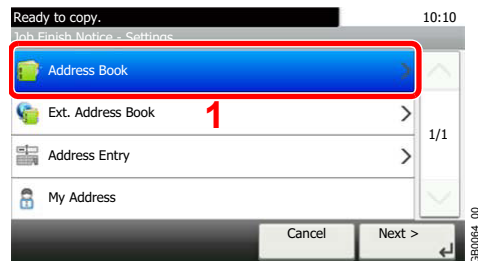 Ready to copy. 10:10
Job Finish Notice - Settings
Address Book
Ext. Address Book
1
1/1
Address Entry
My Address
Cancel Next >
GB0064_00